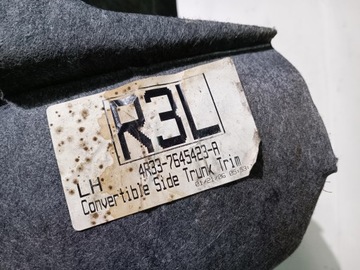 R3L
4R33-7645423-A
LH
Convertible Side Trunk Trim